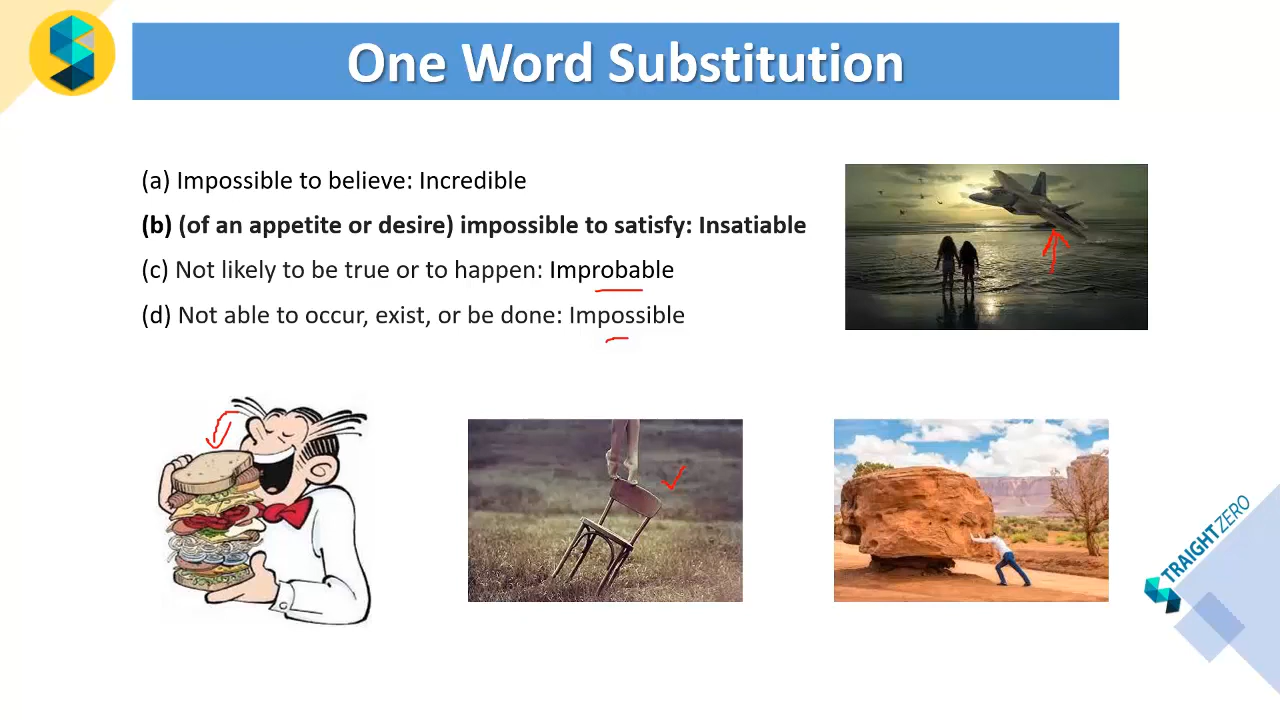 One Word Substitution
(a) Impossible to believe: Incredible
(b) (of an appetite or desire) impossible to satisfy: Insatiable
(c) Not likely to be true or to happen: Improbable
(d) Not able to occur, exist, or be done: Impossible
TRAIGHTZERO